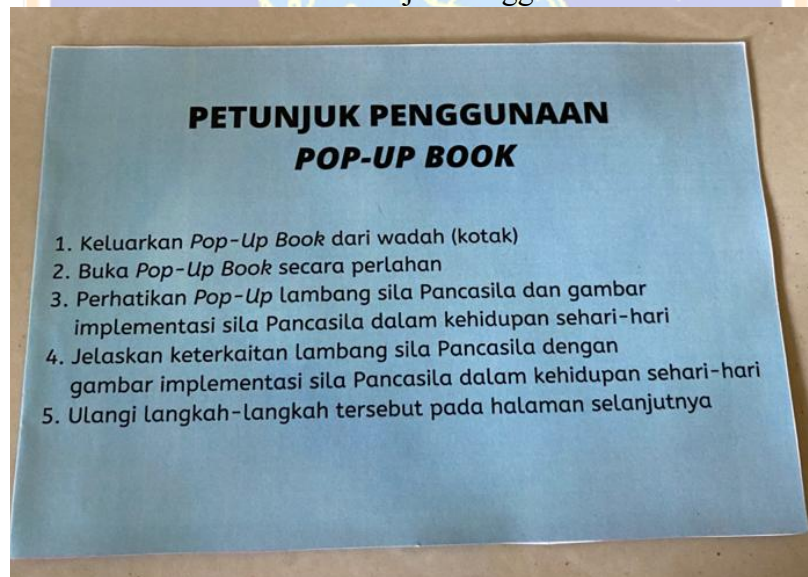 PETUNJUK PENGGUNAAN
POP-UP BOOK
1. Keluarkan Pop-Up Book dari wadah (kotak)
2. Buka Pop-Up Book secara perlahan
3. Perhatikan Pop-Up lambang sila Pancasila dan gambar
implementasi sila Pancasila dalam kehidupan sehari-hari
4. Jelaskan keterkaitan lambang sila Pancasila dengan
gambar implementasi sila Pancasila dalam kehidupan sehari-hari
5. Ulangi langkah-langkah tersebut pada halaman selanjutnya